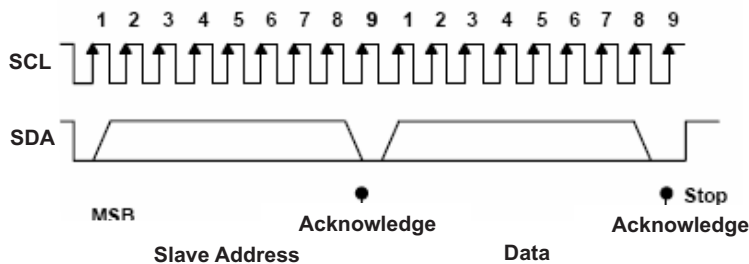 1 2 3 4 5 6 7 8 9 1 2 3 4 5 6 7 8 9
SCL
SDA
Stop
MSB
Acknowledge Acknowledge
Slave Address Data